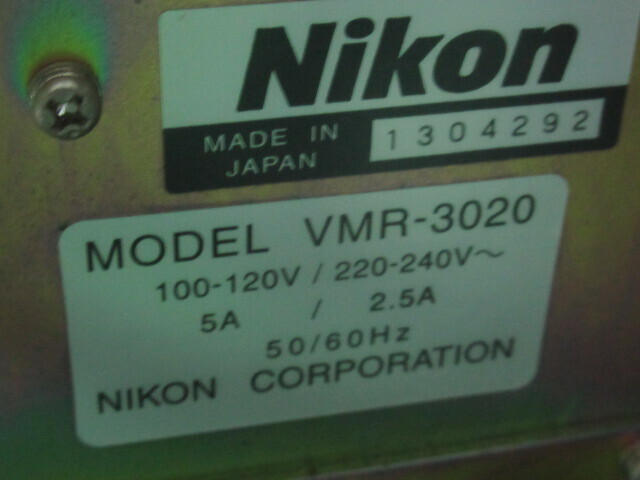 Nikon
MADE IN
JAPAN
1304292
MODEL VMR-3020
100-120V / 220-240V~
5A / 2.5A
50/60Hz
NIKON CORPORATION